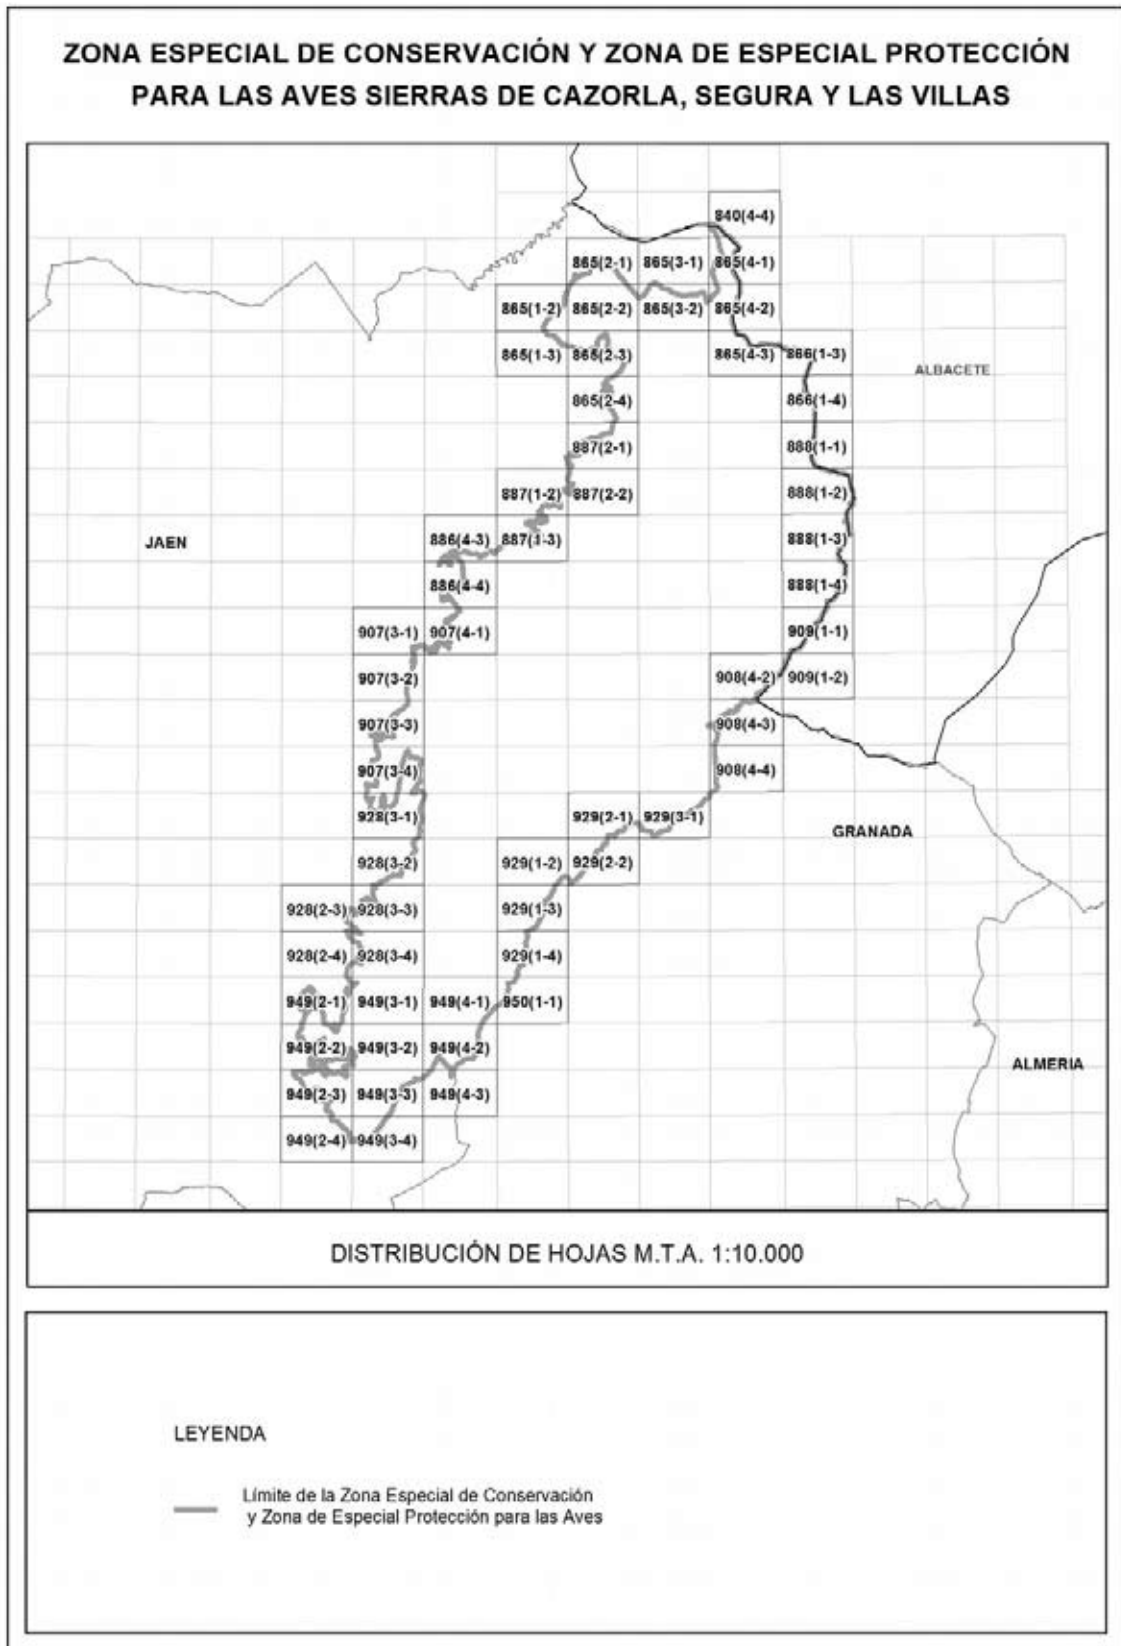 ZONA ESPECIAL DE CONSERVACIÓN Y ZONA DE ESPECIAL PROTECCIÓN
PARA LAS AVES SIERRAS DE CAZORLA, SEGURA Y LAS VILLAS
840(4-4)
865(2-1) 865(3-1) 865(4-1)
865(1-2) 865(2-2) 865(3-2) 865(4-2)
865(1-3) 865(2-3) 865(4-3) 866(1-3)
ALBACETE
865(2-4) 866(1-4)
887(2-1) 888(1-1)
887(1-2) 887(2-2) 888(1-2)
JAEN 886(4-3) 887(1-3) 888(1-3)
886(4-4) 888(1-4)
907(3-1) 907(4-1) 909(1-1)
907(3-2) 908(4-2) 909(1-2)
907(3-3) 908(4-3)
907(3-4) 908(4-4)
928(3-1) 929(2-1) 929(3-1)
GRANADA
928(3-2) 929(1-2) 929(2-2)
928(2-3) 928(3-3) 929(1-3)
928(2-4) 928(3-4) 929(1-4)
949(2-1) 949(3-1) 949(4-1) 950(1-1)
949(2-2) 949(3-2) 949(4-2)
ALMERIA
949(2-3) 949(3-3) 949(4-3)
949(2-4) 949(3-4)
DISTRIBUCIÓN DE HOJAS M.T.A. 1:10.000
LEYENDA
Límite de la Zona Especial de Conservación
y Zona de Especial Protección para las Aves